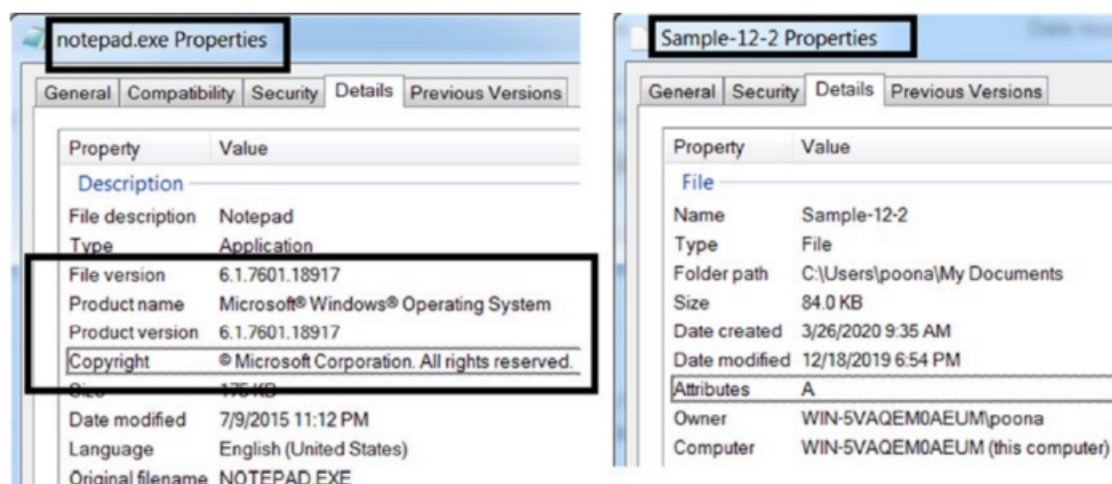 notepad.exe Properties
General Compatibility Security Details Previous Versions
Property Value
Description
File description Notepad
Type Application
File version 6.1.7601.18917
Product name Microsoft® Windows® Operating System
Product version 6.1.7601.18917
Copyright © Microsoft Corporation. All rights reserved.
Size 175 KB
Date modified 7/9/2015 11:12 PM
Language English (United States)
Original filename NOTEPAD.EXE
Sample-12-2 Properties
General Security Details Previous Versions
Property Value
File
Name Sample-12-2
Type File
Folder path C:\Users\poona\My Documents
Size 84.0 KB
Date created 3/26/2020 9:35 AM
Date modified 12/18/2019 6:54 PM
Attributes A
Owner WIN-5VAQEM0AEUM\poona
Computer WIN-5VAQEM0AEUM (this computer)